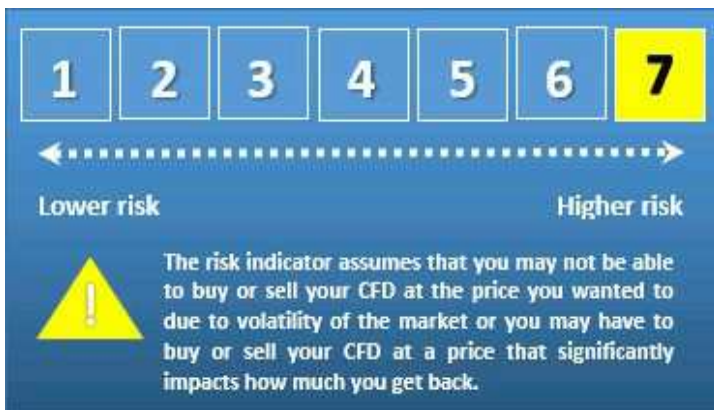 1 2 3 4 5 6 7
Lower risk Higher risk
!
The risk indicator assumes that you may not be able
to buy or sell your CFD at the price you wanted to
due to volatility of the market or you may have to
buy or sell your CFD at a price that significantly
impacts how much you get back.